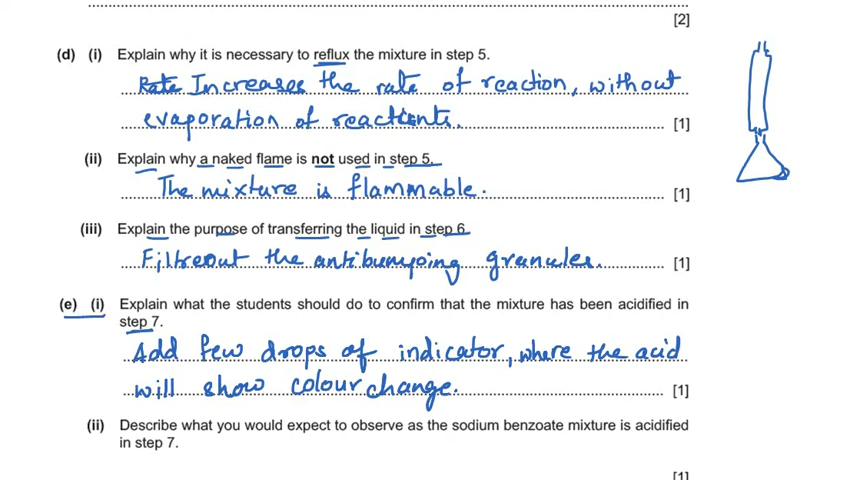 [2]
(d) (i) Explain why it is necessary to reflux the mixture in step 5.
Rate Increases the rate of reaction, without
evaporation of reactants. [1]
(ii) Explain why a naked flame is not used in step 5.
The mixture is flammable. [1]
(iii) Explain the purpose of transferring the liquid in step 6.
Filtreout the antibumping granules. [1]
(e) (i) Explain what the students should do to confirm that the mixture has been acidified in
step 7.
Add few drops of indicator, where the acid
will show colour change. [1]
(ii) Describe what you would expect to observe as the sodium benzoate mixture is acidified
in step 7.
[1]